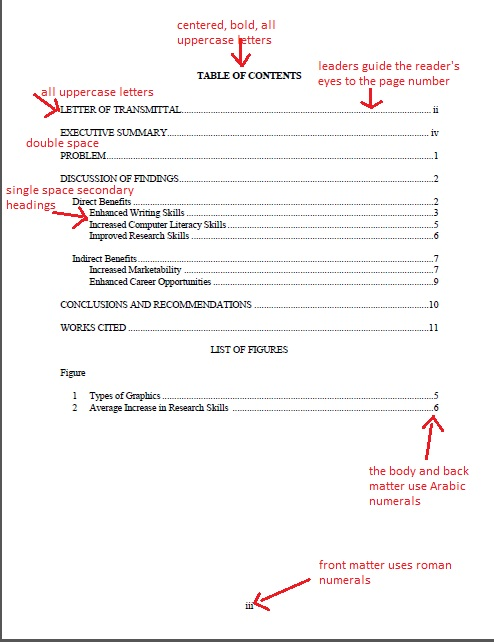 centered, bold, all
uppercase letters
leaders guide the reader's
eyes to the page number
TABLE OF CONTENTS
all uppercase letters
LETTER OF TRANSMITTAL.......... ii
EXECUTIVE SUMMARY.......... iv
double space
PROBLEM..........1
DISCUSSION OF FINDINGS..........2
single space secondary
headings
Direct Benefits ..........2
Enhanced Writing Skills ..........3
Increased Computer Literacy Skills ..........5
Improved Research Skills ..........6
Indirect Benefits ..........7
Increased Marketability ..........7
Enhanced Career Opportunities ..........9
CONCLUSIONS AND RECOMMENDATIONS ..........10
WORKS CITED ..........11
LIST OF FIGURES
Figure
1 Types of Graphics ..........5
2 Average Increase in Research Skills ..........6
the body and back
matter use Arabic
numerals
front matter uses roman
numerals
iii